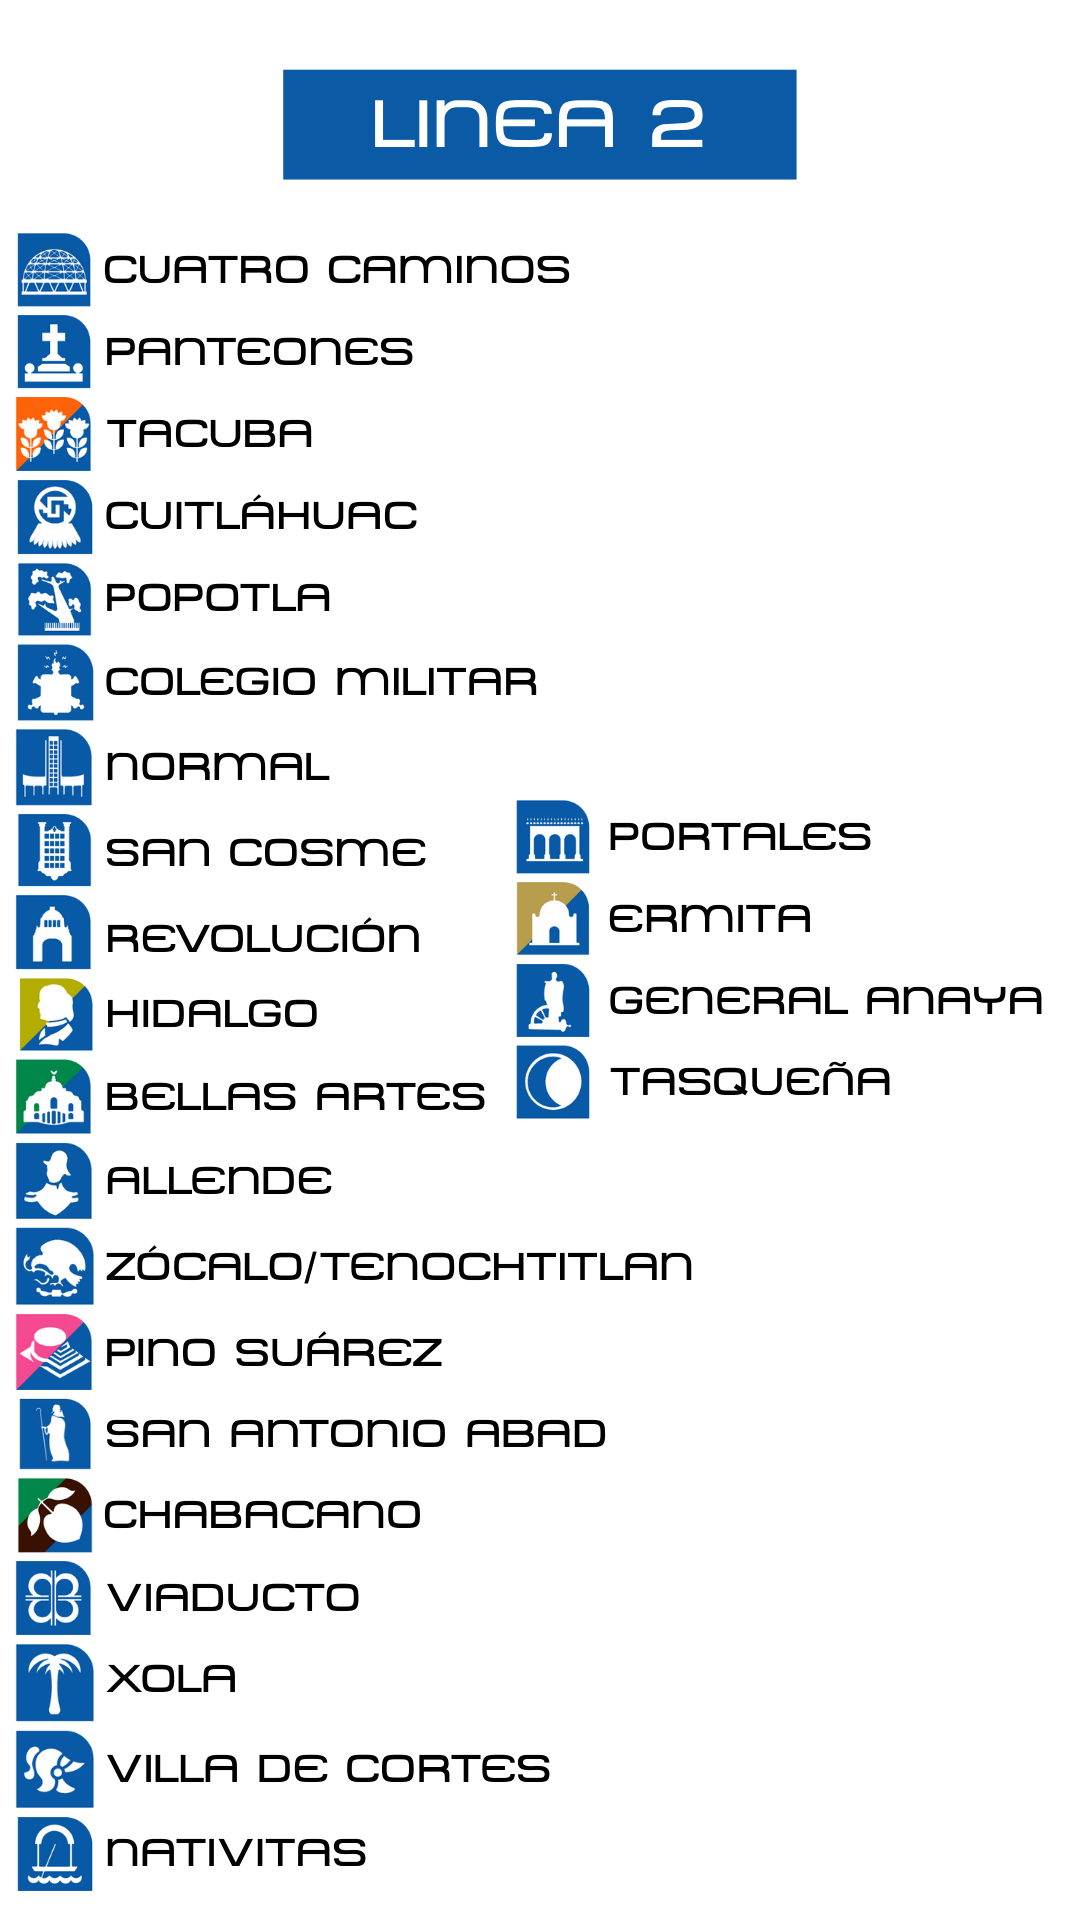 LINEA 2
CUATRO CAMINOS
PANTEONES
TACUBA
CUITLÁHUAC
POPOTLA
COLEGIO MILITAR
NORMAL
SAN COSME
REVOLUCIÓN
HIDALGO
BELLAS ARTES
ALLENDE
ZÓCALO/TENOCHTITLAN
PINO SUÁREZ
SAN ANTONIO ABAD
CHABACANO
VIADUCTO
XOLA
VILLA DE CORTES
NATIVITAS
PORTALES
ERMITA
GENERAL ANAYA
TASQUEÑA